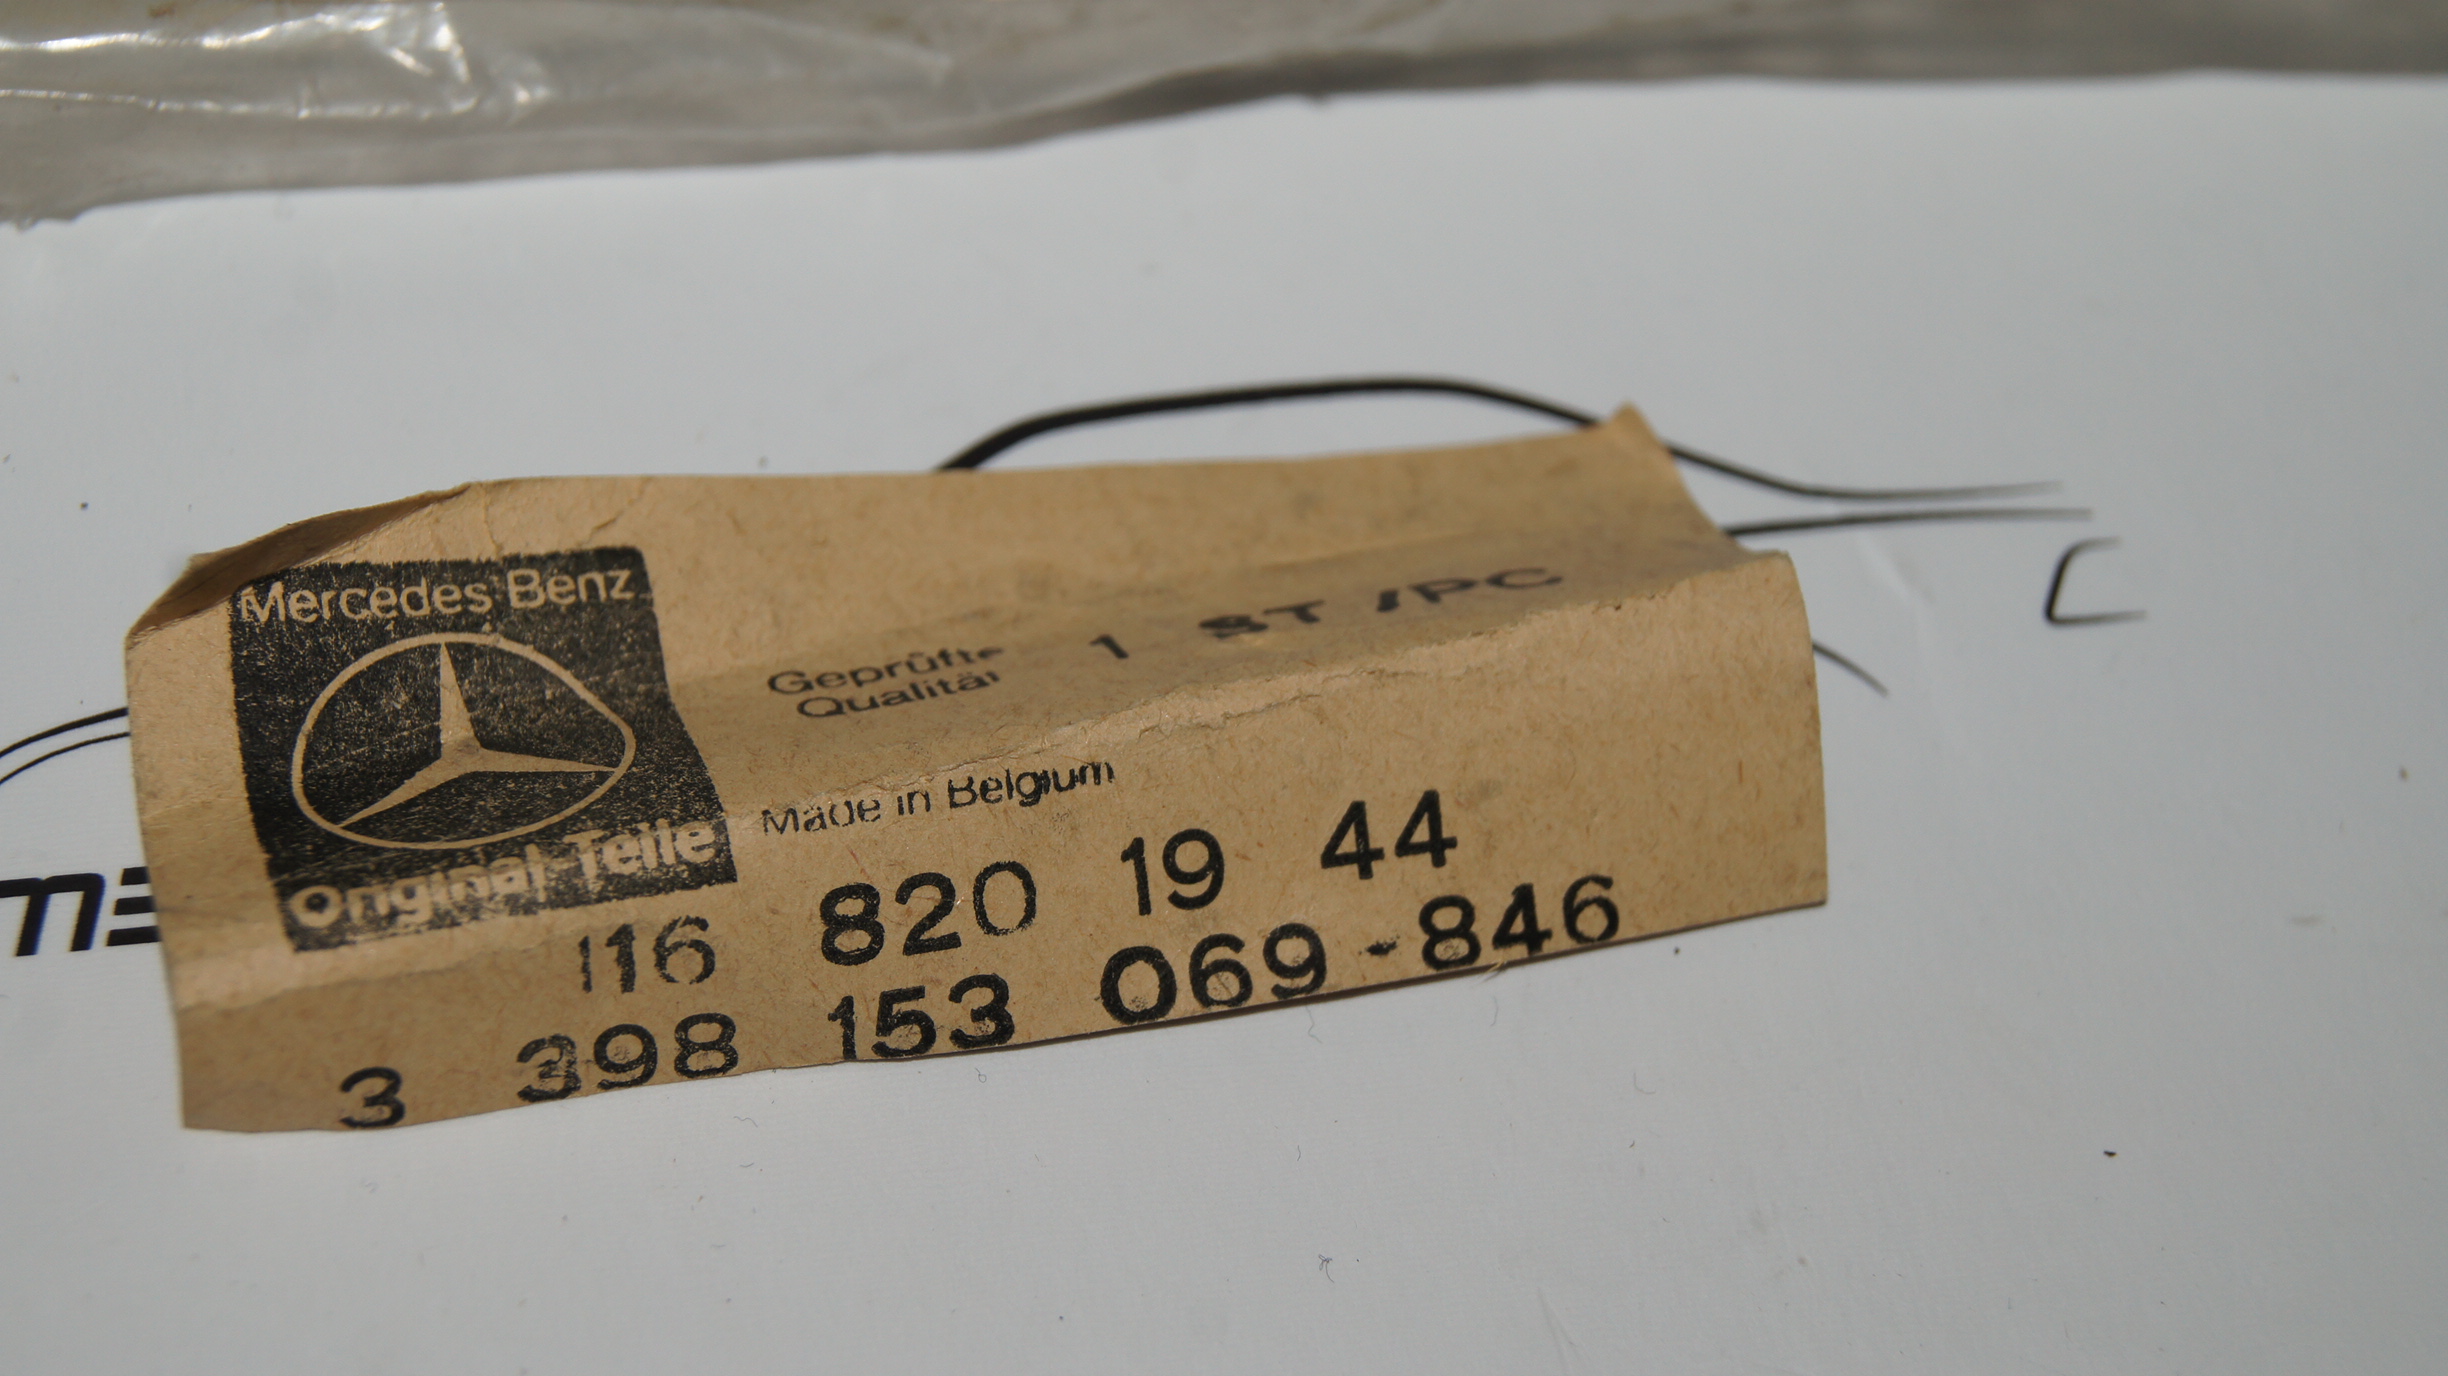 Mercedes Benz
Original-Teile
Geprüfte
Qualität
1 ST /PC
Made in Belgium
116 820 19 44
3 398 153 069-846